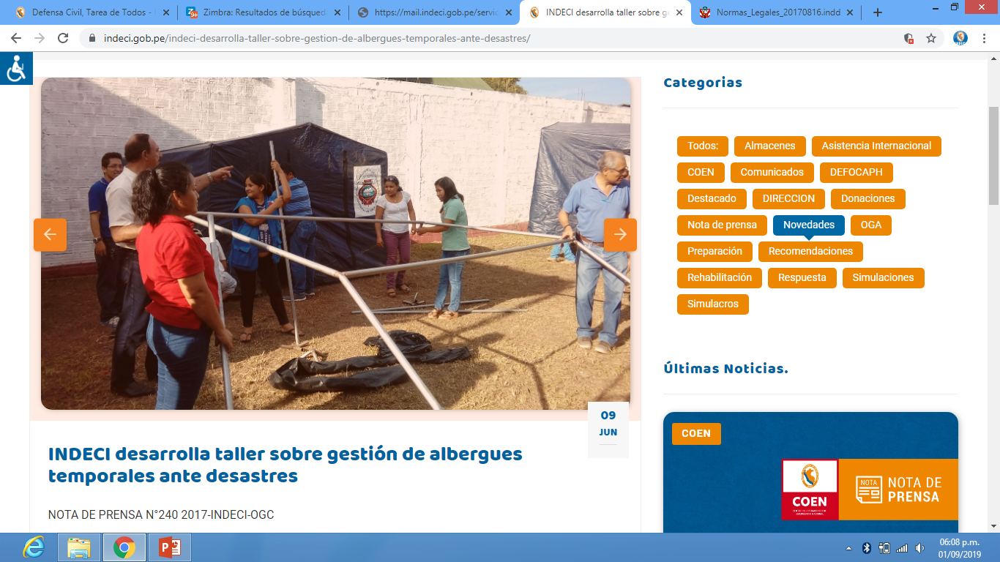 Defensa Civil, Tarea de Todos -
Zimbra: Resultados de búsqued
https://mail.indeci.gob.pe/servic
INDECI desarrolla taller sobre ge
Normas_Legales_20170816.indd
indeci.gob.pe/indeci-desarrolla-taller-sobre-gestion-de-albergues-temporales-ante-desastres/
09
JUN
INDECI desarrolla taller sobre gestión de albergues
temporales ante desastres
NOTA DE PRENSA N°240 2017-INDECI-OGC
Categorias
Todos: Almacenes Asistencia Internacional
COEN Comunicados DEFOCAPH
Destacado DIRECCION Donaciones
Nota de prensa Novedades OGA
Preparación Recomendaciones
Rehabilitación Respuesta Simulaciones
Simulacros
Últimas Noticias.
COEN
COEN
NOTA
NOTA DE
PRENSA
06:08 p.m.
01/09/2019